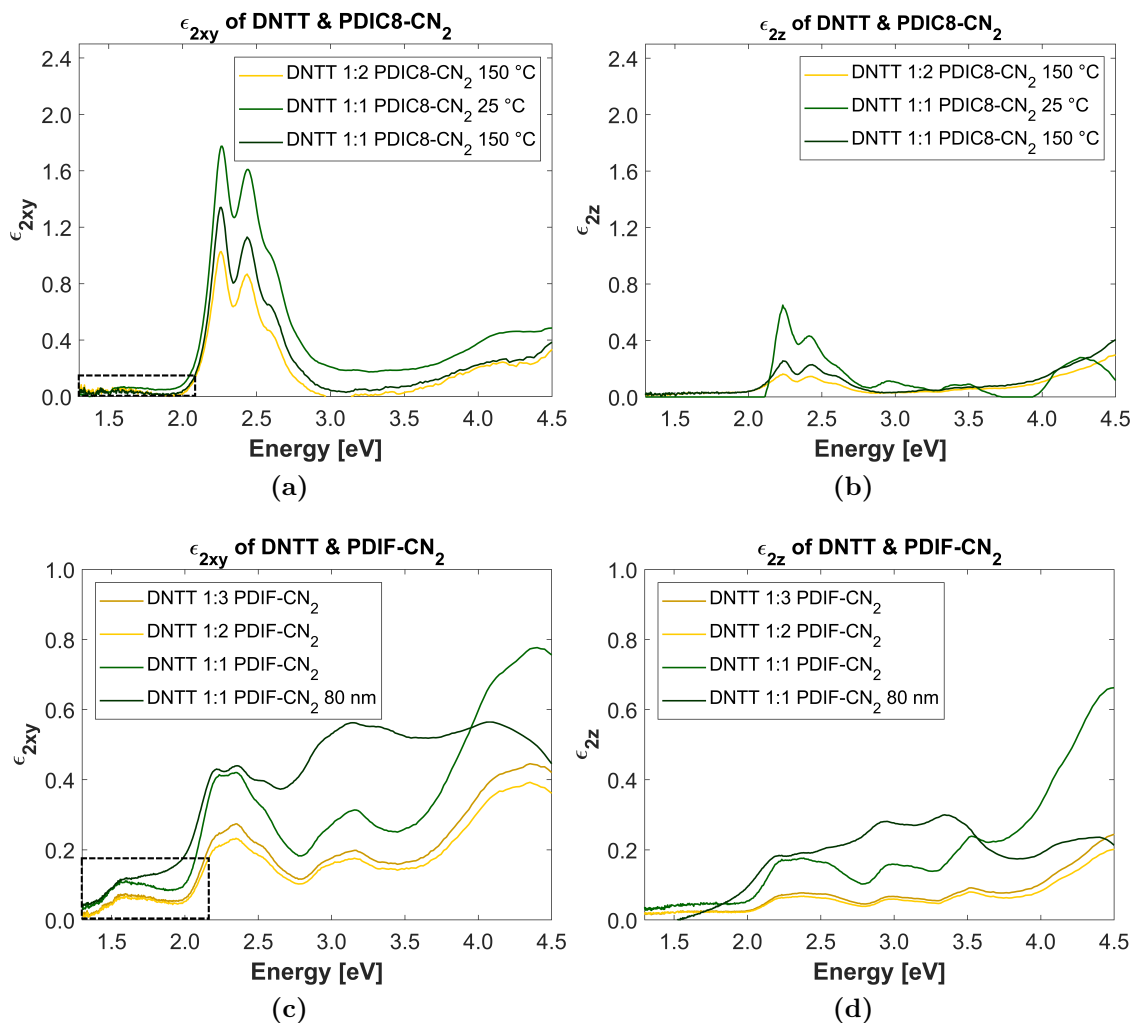 ϵ2xy of DNTT & PDIC8-CN2
2.4
2.0
1.6
1.2
0.8
0.4
0.0
ϵ2xy
DNTT 1:2 PDIC8-CN2 150 °C
DNTT 1:1 PDIC8-CN2 25 °C
DNTT 1:1 PDIC8-CN2 150 °C
1.5 2.0 2.5 3.0 3.5 4.0 4.5
Energy [eV]
(a)
ϵ2z of DNTT & PDIC8-CN2
2.4
2.0
1.6
1.2
0.8
0.4
0.0
ϵ2z
DNTT 1:2 PDIC8-CN2 150 °C
DNTT 1:1 PDIC8-CN2 25 °C
DNTT 1:1 PDIC8-CN2 150 °C
1.5 2.0 2.5 3.0 3.5 4.0 4.5
Energy [eV]
(b)
ϵ2xy of DNTT & PDIF-CN2
1.0
0.8
0.6
0.4
0.2
0.0
ϵ2xy
DNTT 1:3 PDIF-CN2
DNTT 1:2 PDIF-CN2
DNTT 1:1 PDIF-CN2
DNTT 1:1 PDIF-CN2 80 nm
1.5 2.0 2.5 3.0 3.5 4.0 4.5
Energy [eV]
(c)
ϵ2z of DNTT & PDIF-CN2
1.0
0.8
0.6
0.4
0.2
0.0
ϵ2z
DNTT 1:3 PDIF-CN2
DNTT 1:2 PDIF-CN2
DNTT 1:1 PDIF-CN2
DNTT 1:1 PDIF-CN2 80 nm
1.5 2.0 2.5 3.0 3.5 4.0 4.5
Energy [eV]
(d)